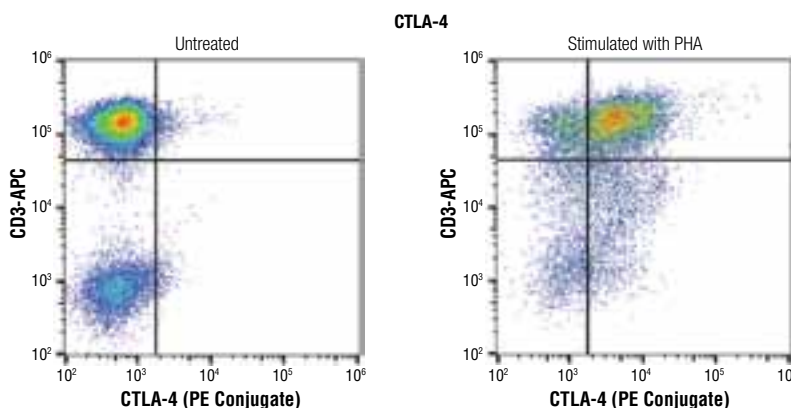 CTLA-4
Untreated
10⁶
10⁵
10⁴
10³
10²
CD3-APC
10² 10³ 10⁴ 10⁵ 10⁶
CTLA-4 (PE Conjugate)
Stimulated with PHA
10⁶
10⁵
10⁴
10³
10²
CD3-APC
10² 10³ 10⁴ 10⁵
CTLA-4 (PE Conjugate)